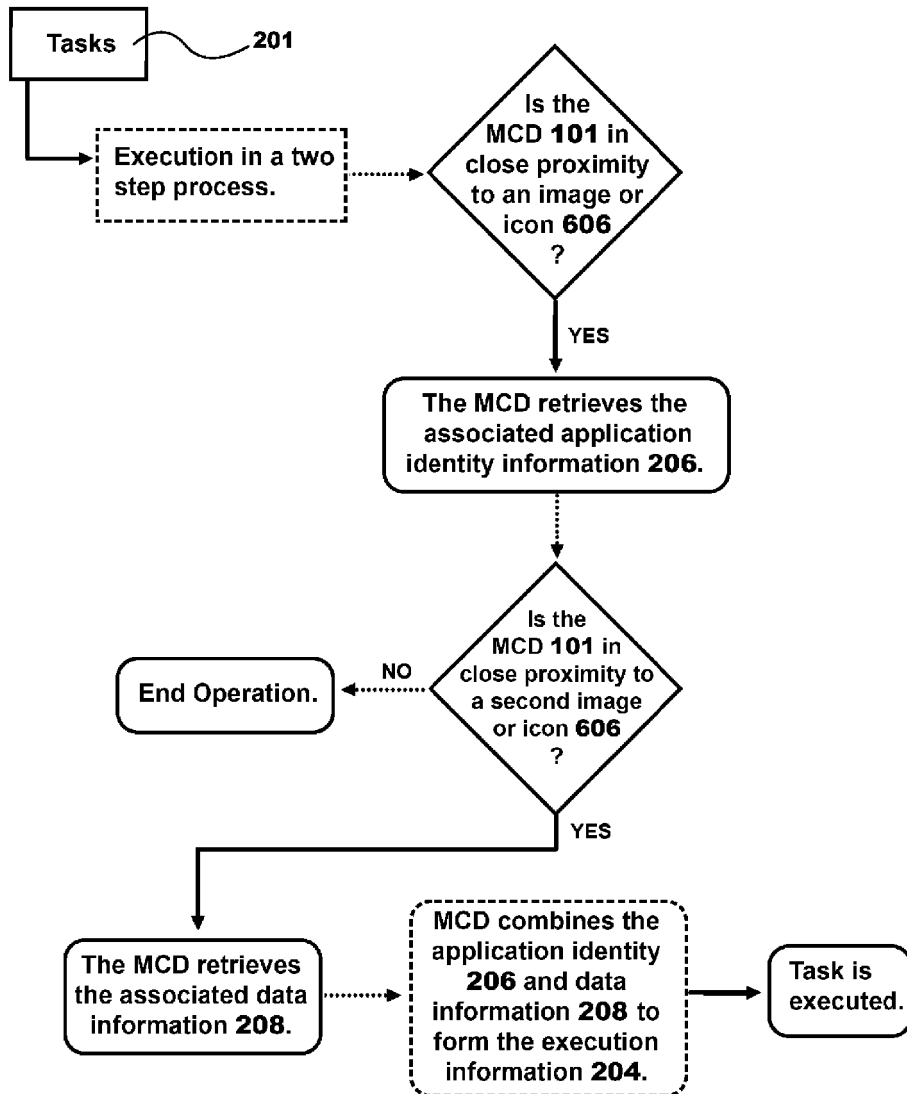 Tasks
201
Execution in a two
step process.
Is the
MCD 101 in
close proximity
to an image or
icon 606
?
YES
The MCD retrieves the
associated application
identity information 206.
Is the
MCD 101 in
close proximity to
a second image
or icon 606
?
NO
End Operation.
YES
The MCD retrieves
the associated data
information 208.
MCD combines the
application identity
206 and data
information 208 to
form the execution
information 204.
Task is
executed.